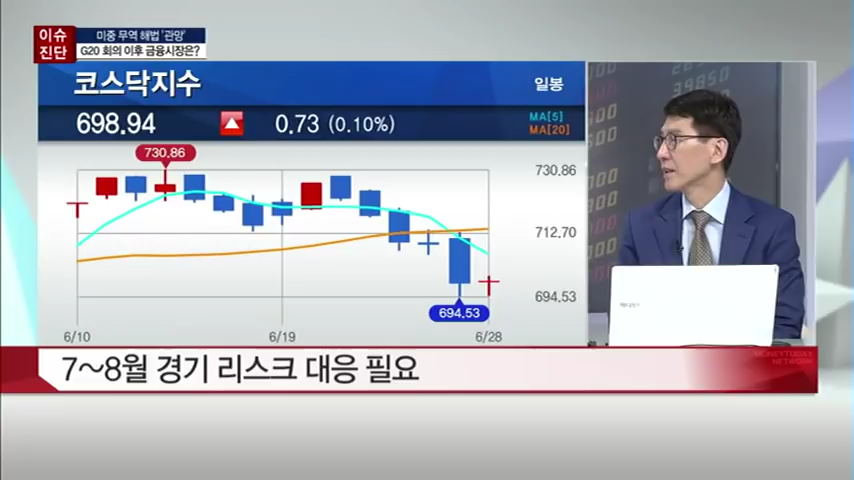 이슈
진단
미중 무역 해법 '관망'
G20 회의 이후 금융시장은?
코스닥지수
일봉
698.94
0.73 (0.10%)
MA[5]
MA[20]
730.86
730.86
712.70
694.53
694.53
6/10
6/19
6/28
39850
7~8월 경기 리스크 대응 필요
MONEYTODAY
NETWORK